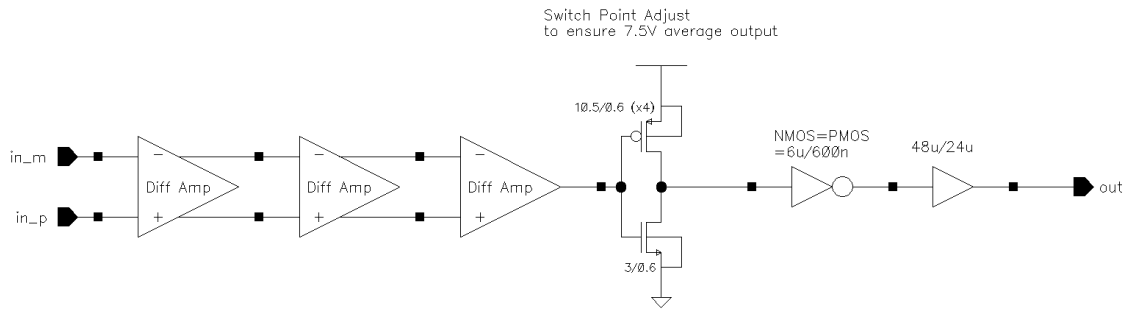 Switch Point Adjust
to ensure 7.5V average output
10.5/0.6 (x4)
NMOS=PMOS
=6u/600n
48u/24u
in_m
in_p
−
Diff Amp
+
−
Diff Amp
+
−
Diff Amp
+
3/0.6
out